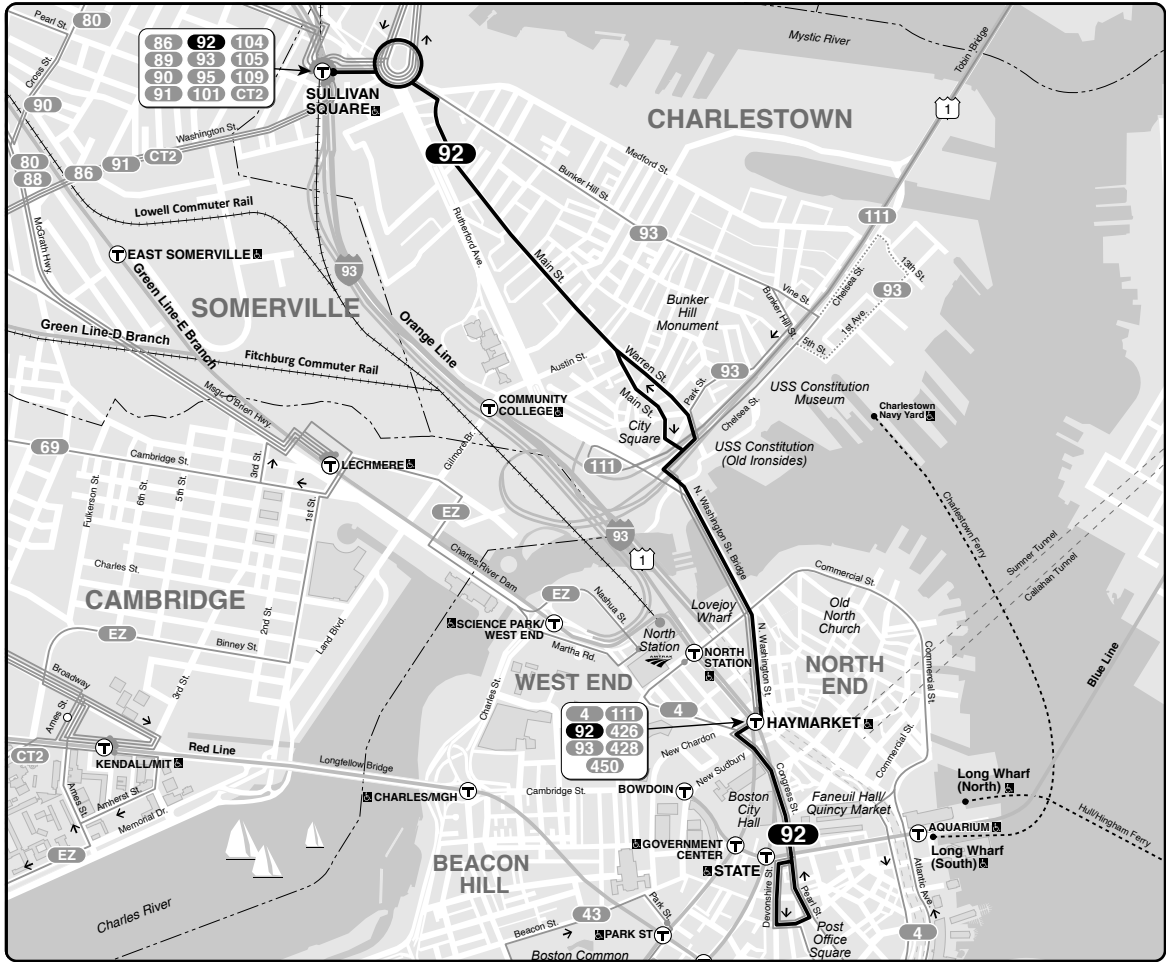 Pearl St.
80
Cross St.
90
86 92 104
89 93 105
90 95 109
91 101 CT2
SULLIVAN
SQUARE
Mystic River
Tobin Bridge
1
CHARLESTOWN
Washington St.
80
88
86
91
CT2
92
Medford St.
Bunker Hill St.
93
111
Lowell Commuter Rail
McGrath Hwy.
EAST SOMERVILLE
Rutherford Ave.
93
Main St.
SOMERVILLE
Green Line-E Branch
Green Line-D Branch
Fitchburg Commuter Rail
Orange Line
Bunker
Hill
Monument
Vine St.
Bunker Hill St.
Chelsea St.
13th St.
93
1st Ave.
5th St.
Austin St.
Warren St.
Main St.
Park St.
93
Chelsea St.
City
Square
USS Constitution
Museum
USS Constitution
(Old Ironsides)
Charlestown
Navy Yard
Msgr. O'Brien Hwy.
COMMUNITY
COLLEGE
Gilmore Br.
69
Cambridge St.
3rd St.
LECHMERE
111
Fulkerson St.
6th St.
5th St.
1st St.
EZ
N. Washington St. Bridge
Charlestown Ferry
93
1
Charles River Dam
Sumner Tunnel
Callahan Tunnel
Charles St.
CAMBRIDGE
2nd St.
Land Blvd.
EZ
Binney St.
EZ
Nashua St.
SCIENCE PARK/
WEST END
Martha Rd.
Lovejoy
Wharf
North
Station
AMTRAK
NORTH
STATION
Commercial St.
Old
North
Church
N. Washington St.
NORTH
END
Commercial St.
Blue Line
Broadway
3rd St.
Ames St.
WEST END
Charles St.
4 111
92 426
93 428
450
4
HAYMARKET
New Chardon
CT2
KENDALL/MIT
Red Line
Longfellow Bridge
Commercial St.
New Sudbury
Congress St
Ames St.
Amherst St.
Memorial Dr.
CHARLES/MGH
Cambridge St.
BOWDOIN
Boston
City
Hall
Faneuil Hall/
Quincy Market
Long Wharf
(North)
Hull/Hingham Ferry
EZ
92
AQUARIUM
Long Wharf
(South)
GOVERNMENT
CENTER
STATE
BEACON
HILL
Devonshire St.
Pearl St.
Atlantic Ave.
Charles River
43
Park St.
Beacon St.
PARK ST
Post
Office
Square
4
Boston Common